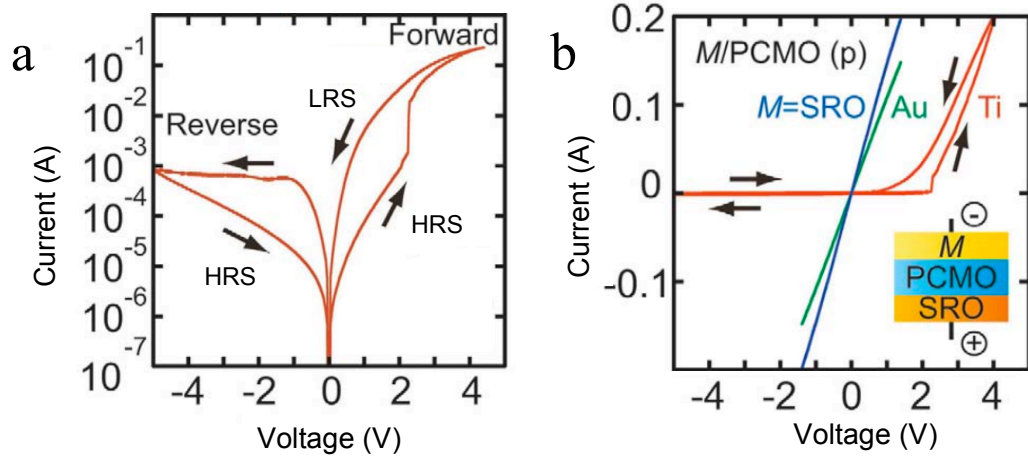 a
Forward
LRS
Reverse
HRS
HRS
10⁻¹
10⁻²
10⁻³
10⁻⁴
10⁻⁵
10⁻⁶
10⁻⁷
Current (A)
-4 -2 0 2 4
Voltage (V)
b
M/PCMO (p)
M=SRO
Au
Ti
0.2
0.1
0
-0.1
Current (A)
-
M
PCMO
SRO
+
-4 -2 0 2 4
Voltage (V)